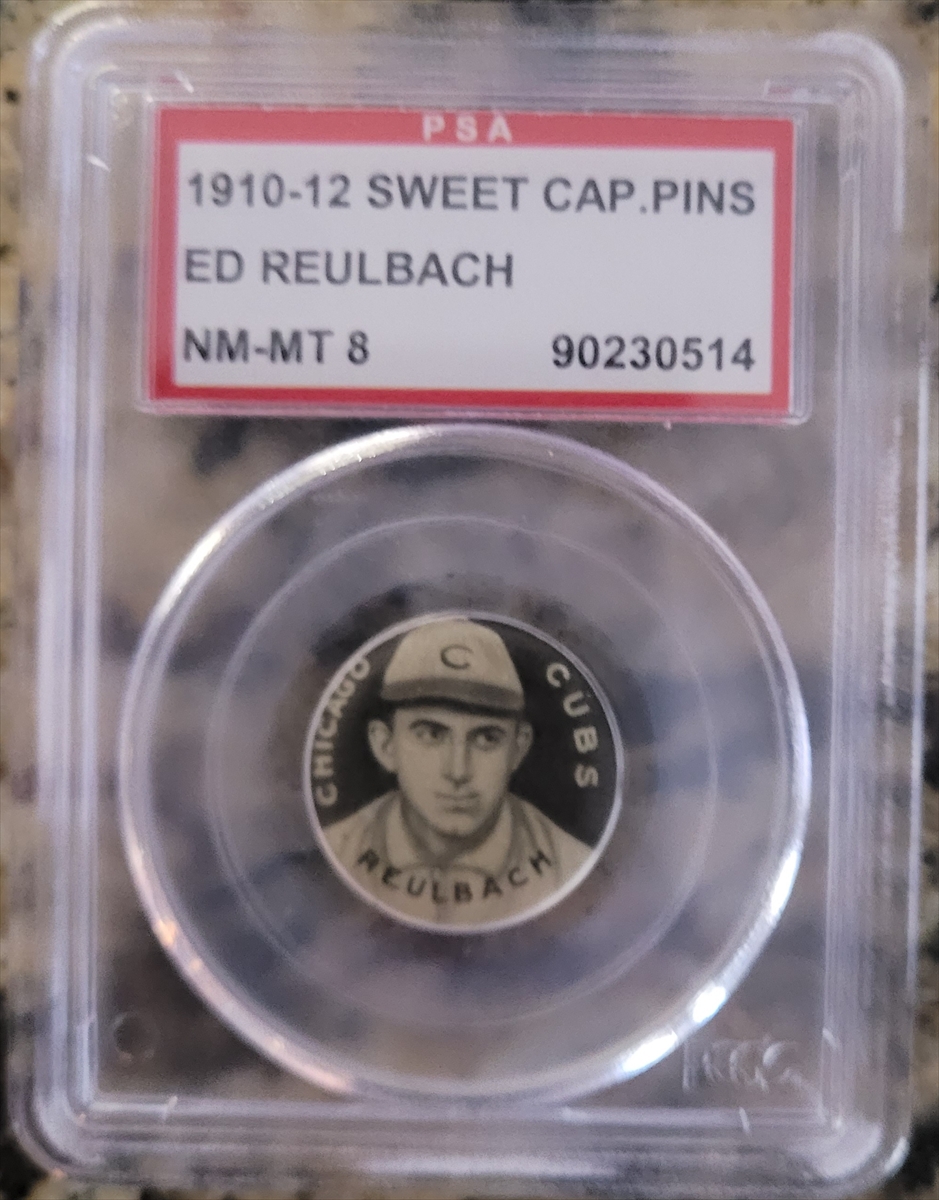 PSA
1910-12 SWEET CAP.PINS
ED REULBACH
NM-MT 8 90230514
C
CHICAGO CUBS
REULBACH